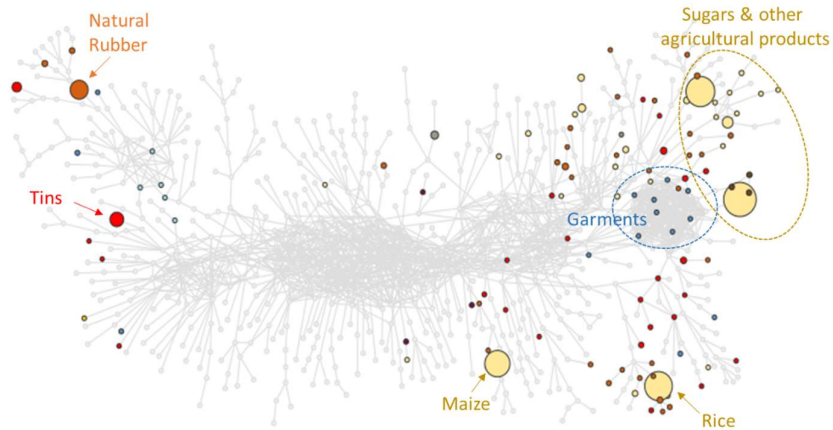 Natural
Rubber
Sugars & other
agricultural products
Tins
Garments
Maize
Rice